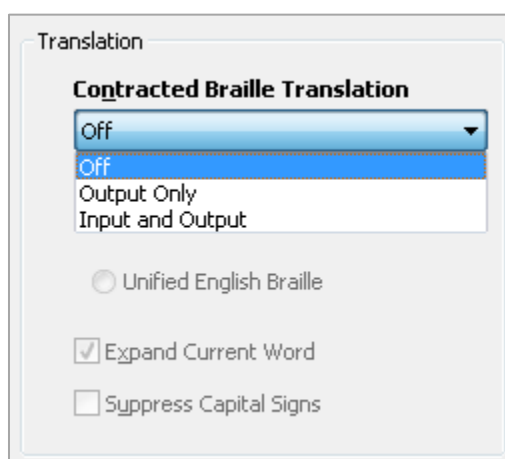 Translation
Contracted Braille Translation
Off
Off
Output Only
Input and Output
Unified English Braille
Expand Current Word
Suppress Capital Signs